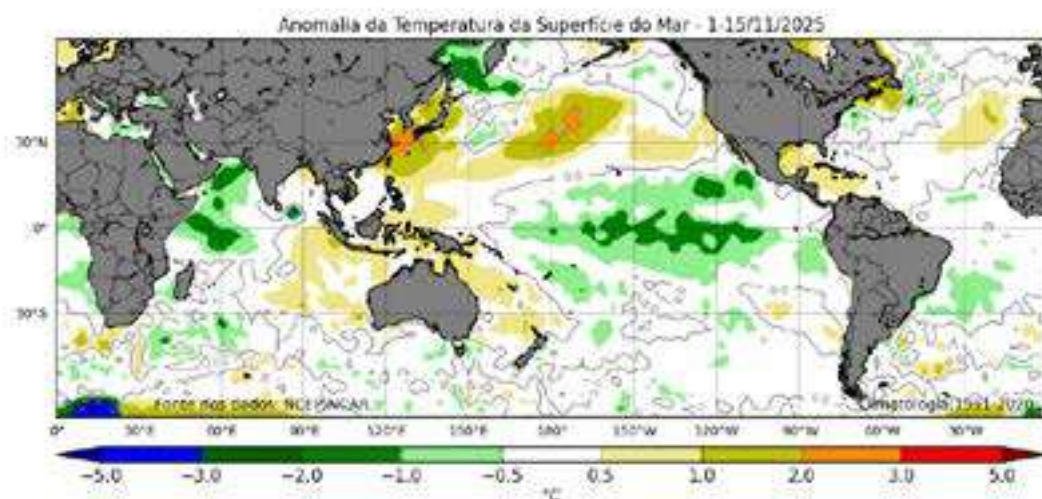 Anomalia da Temperatura da Superfície do Mar - 1-15/11/2025
30°N
0°
30°S
Fonte dos dados: Climatologia 1991-2020
0° 30°E 60°E 90°E 120°E 150°E 180° 150°W 120°W 90°W 60°W 30°W
−5.0 −3.0 −2.0 −1.0 −0.5 0.5 1.0 2.0 3.0 5.0
°C